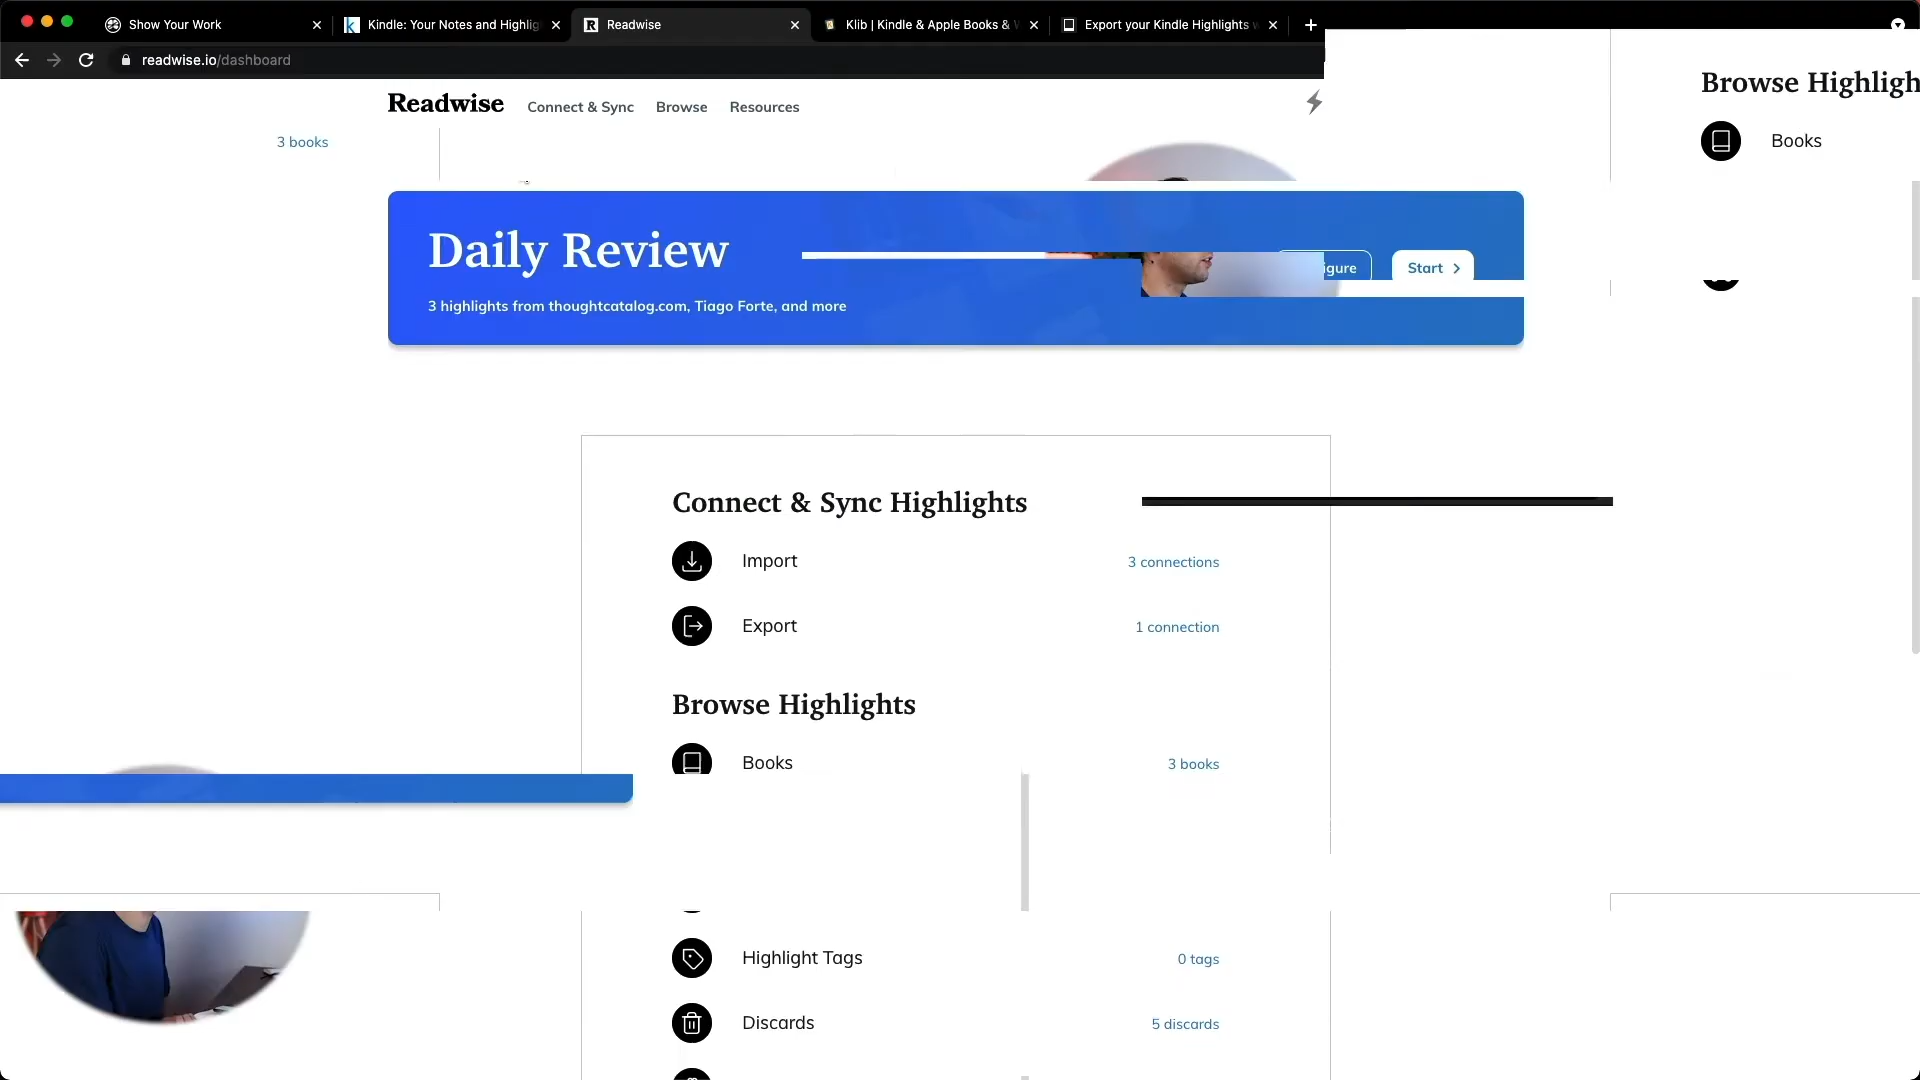 Show Your Work
Kindle: Your Notes and Highlig
Readwise
Klib | Kindle & Apple Books &
Export your Kindle Highlights
readwise.io/dashboard
Readwise
Connect & Sync
Browse
Resources
Browse Highligh
3 books
Books
Daily Review
igure
Start
3 highlights from thoughtcatalog.com, Tiago Forte, and more
Connect & Sync Highlights
Import
3 connections
Export
1 connection
Browse Highlights
Books
3 books
Highlight Tags
0 tags
Discards
5 discards